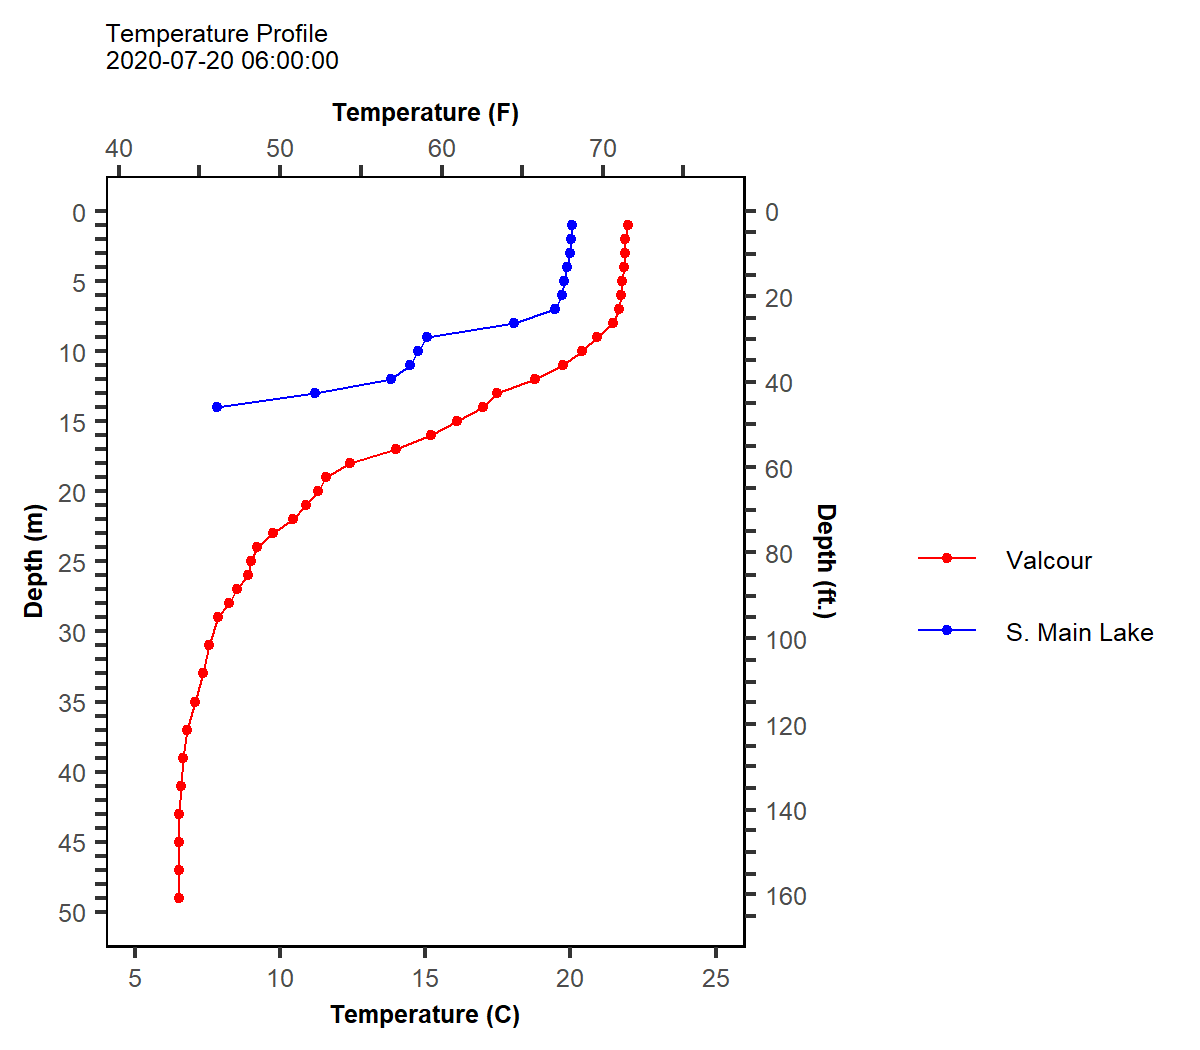 Temperature Profile
2020-07-20 06:00:00
Temperature (F)
40 50 60 70
0
5
10
15
20
25
30
35
40
45
50
Depth (m)
0
20
40
60
80
100
120
140
160
Depth (ft.)
Valcour
S. Main Lake
5 10 15 20 25
Temperature (C)